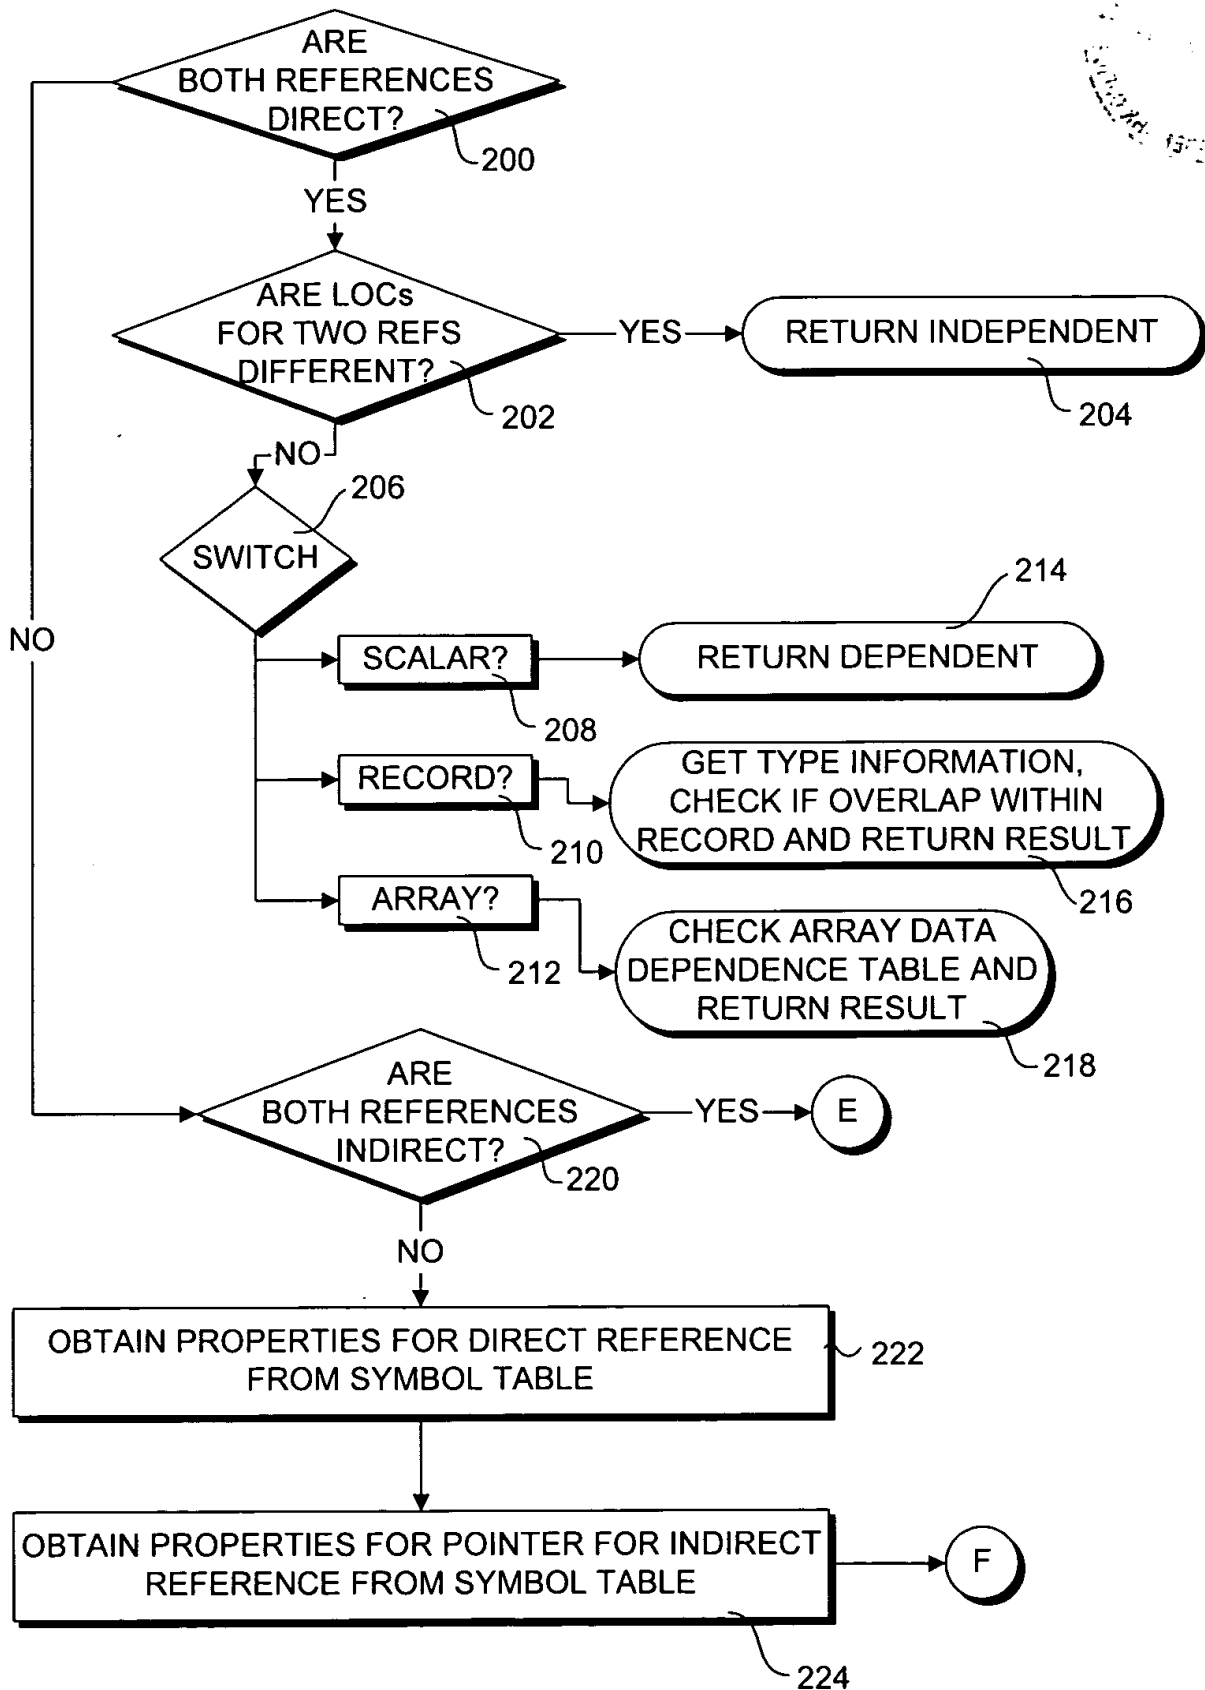 ARE
BOTH REFERENCES
DIRECT?
200
YES
ARE LOCs
FOR TWO REFS
DIFFERENT?
202
YES
RETURN INDEPENDENT
204
NO
206
SWITCH
NO
SCALAR?
208
214
RETURN DEPENDENT
RECORD?
210
GET TYPE INFORMATION,
CHECK IF OVERLAP WITHIN
RECORD AND RETURN RESULT
216
ARRAY?
212
CHECK ARRAY DATA
DEPENDENCE TABLE AND
RETURN RESULT
218
ARE
BOTH REFERENCES
INDIRECT?
220
YES
E
NO
OBTAIN PROPERTIES FOR DIRECT REFERENCE
FROM SYMBOL TABLE
222
OBTAIN PROPERTIES FOR POINTER FOR INDIRECT
REFERENCE FROM SYMBOL TABLE
224
F